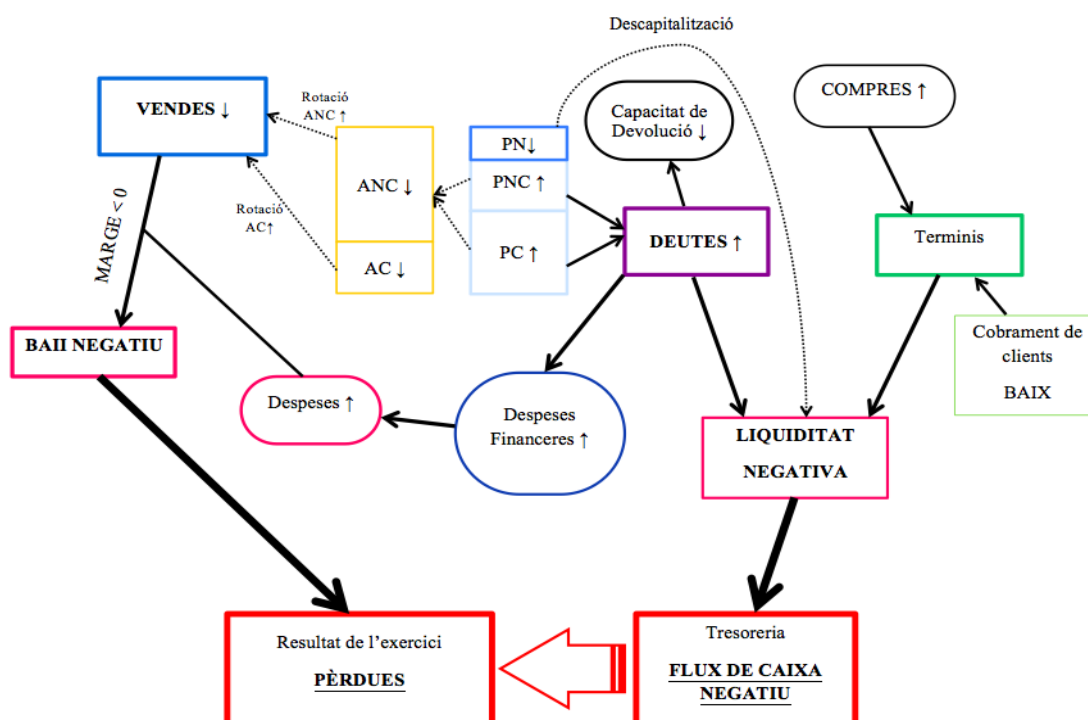 Descapitalització
VENDES ↓
Rotació
ANC ↑
Capacitat de
Devolució ↓
COMPRES ↑
PN↓
ANC ↓
PNC ↑
MARGE < 0
Rotació
AC↑
DEUTES ↑
Terminis
AC ↓
PC ↑
BAII NEGATIU
Cobrament de
clients
BAIX
Despeses ↑
Despeses
Financeres ↑
LIQUIDITAT
NEGATIVA
Resultat de l’exercici
PÈRDUES
Tresoreria
FLUX DE CAIXA
NEGATIU